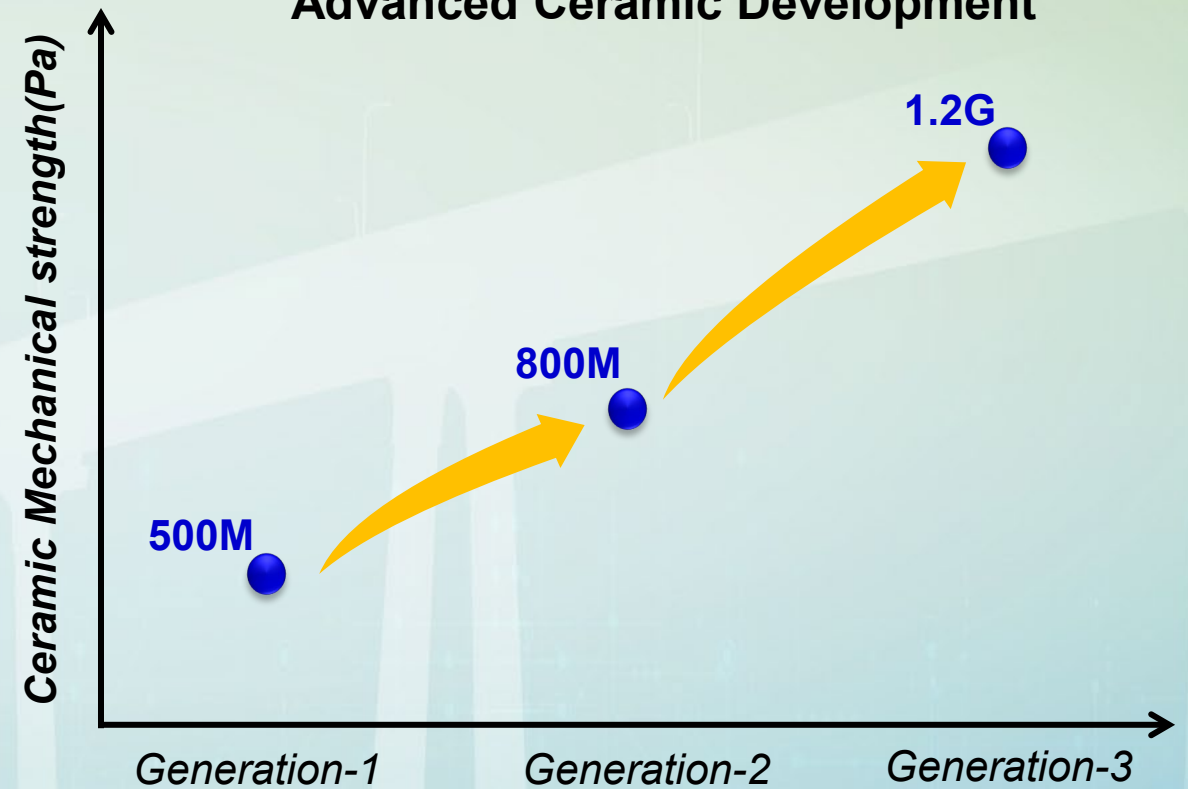 Advanced Ceramic Development
Ceramic Mechanical strength(Pa)
1.2G
800M
500M
Generation-1
Generation-2
Generation-3